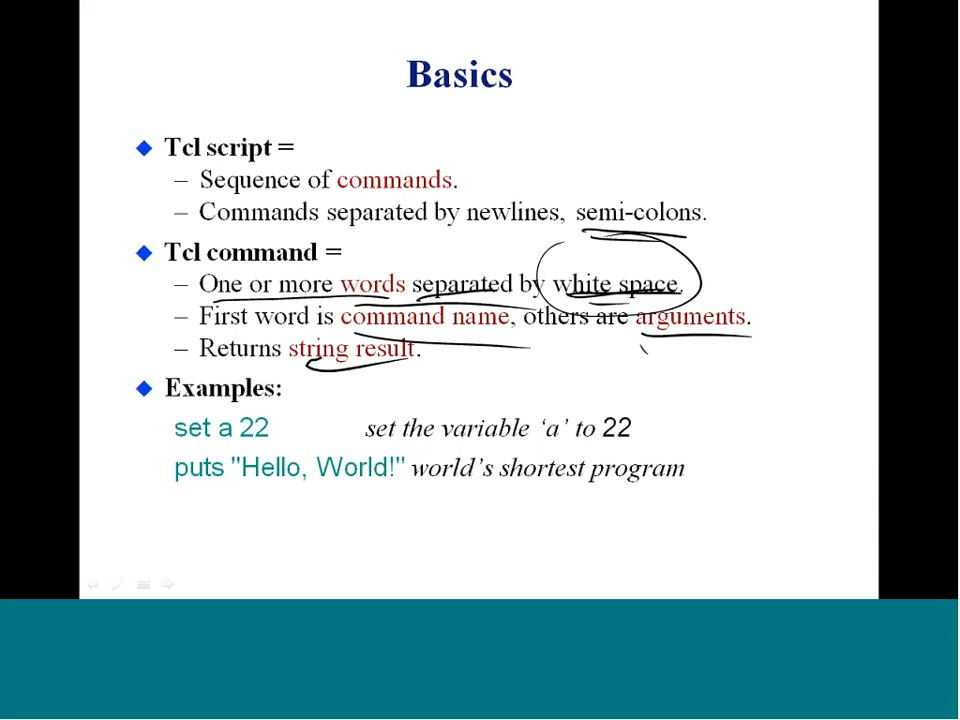 Basics
Tcl script =
– Sequence of commands.
– Commands separated by newlines, semi-colons.
Tcl command =
– One or more words separated by white space.
– First word is command name, others are arguments.
– Returns string result.
Examples:
set a 22 set the variable ‘a’ to 22
puts "Hello, World!" world’s shortest program